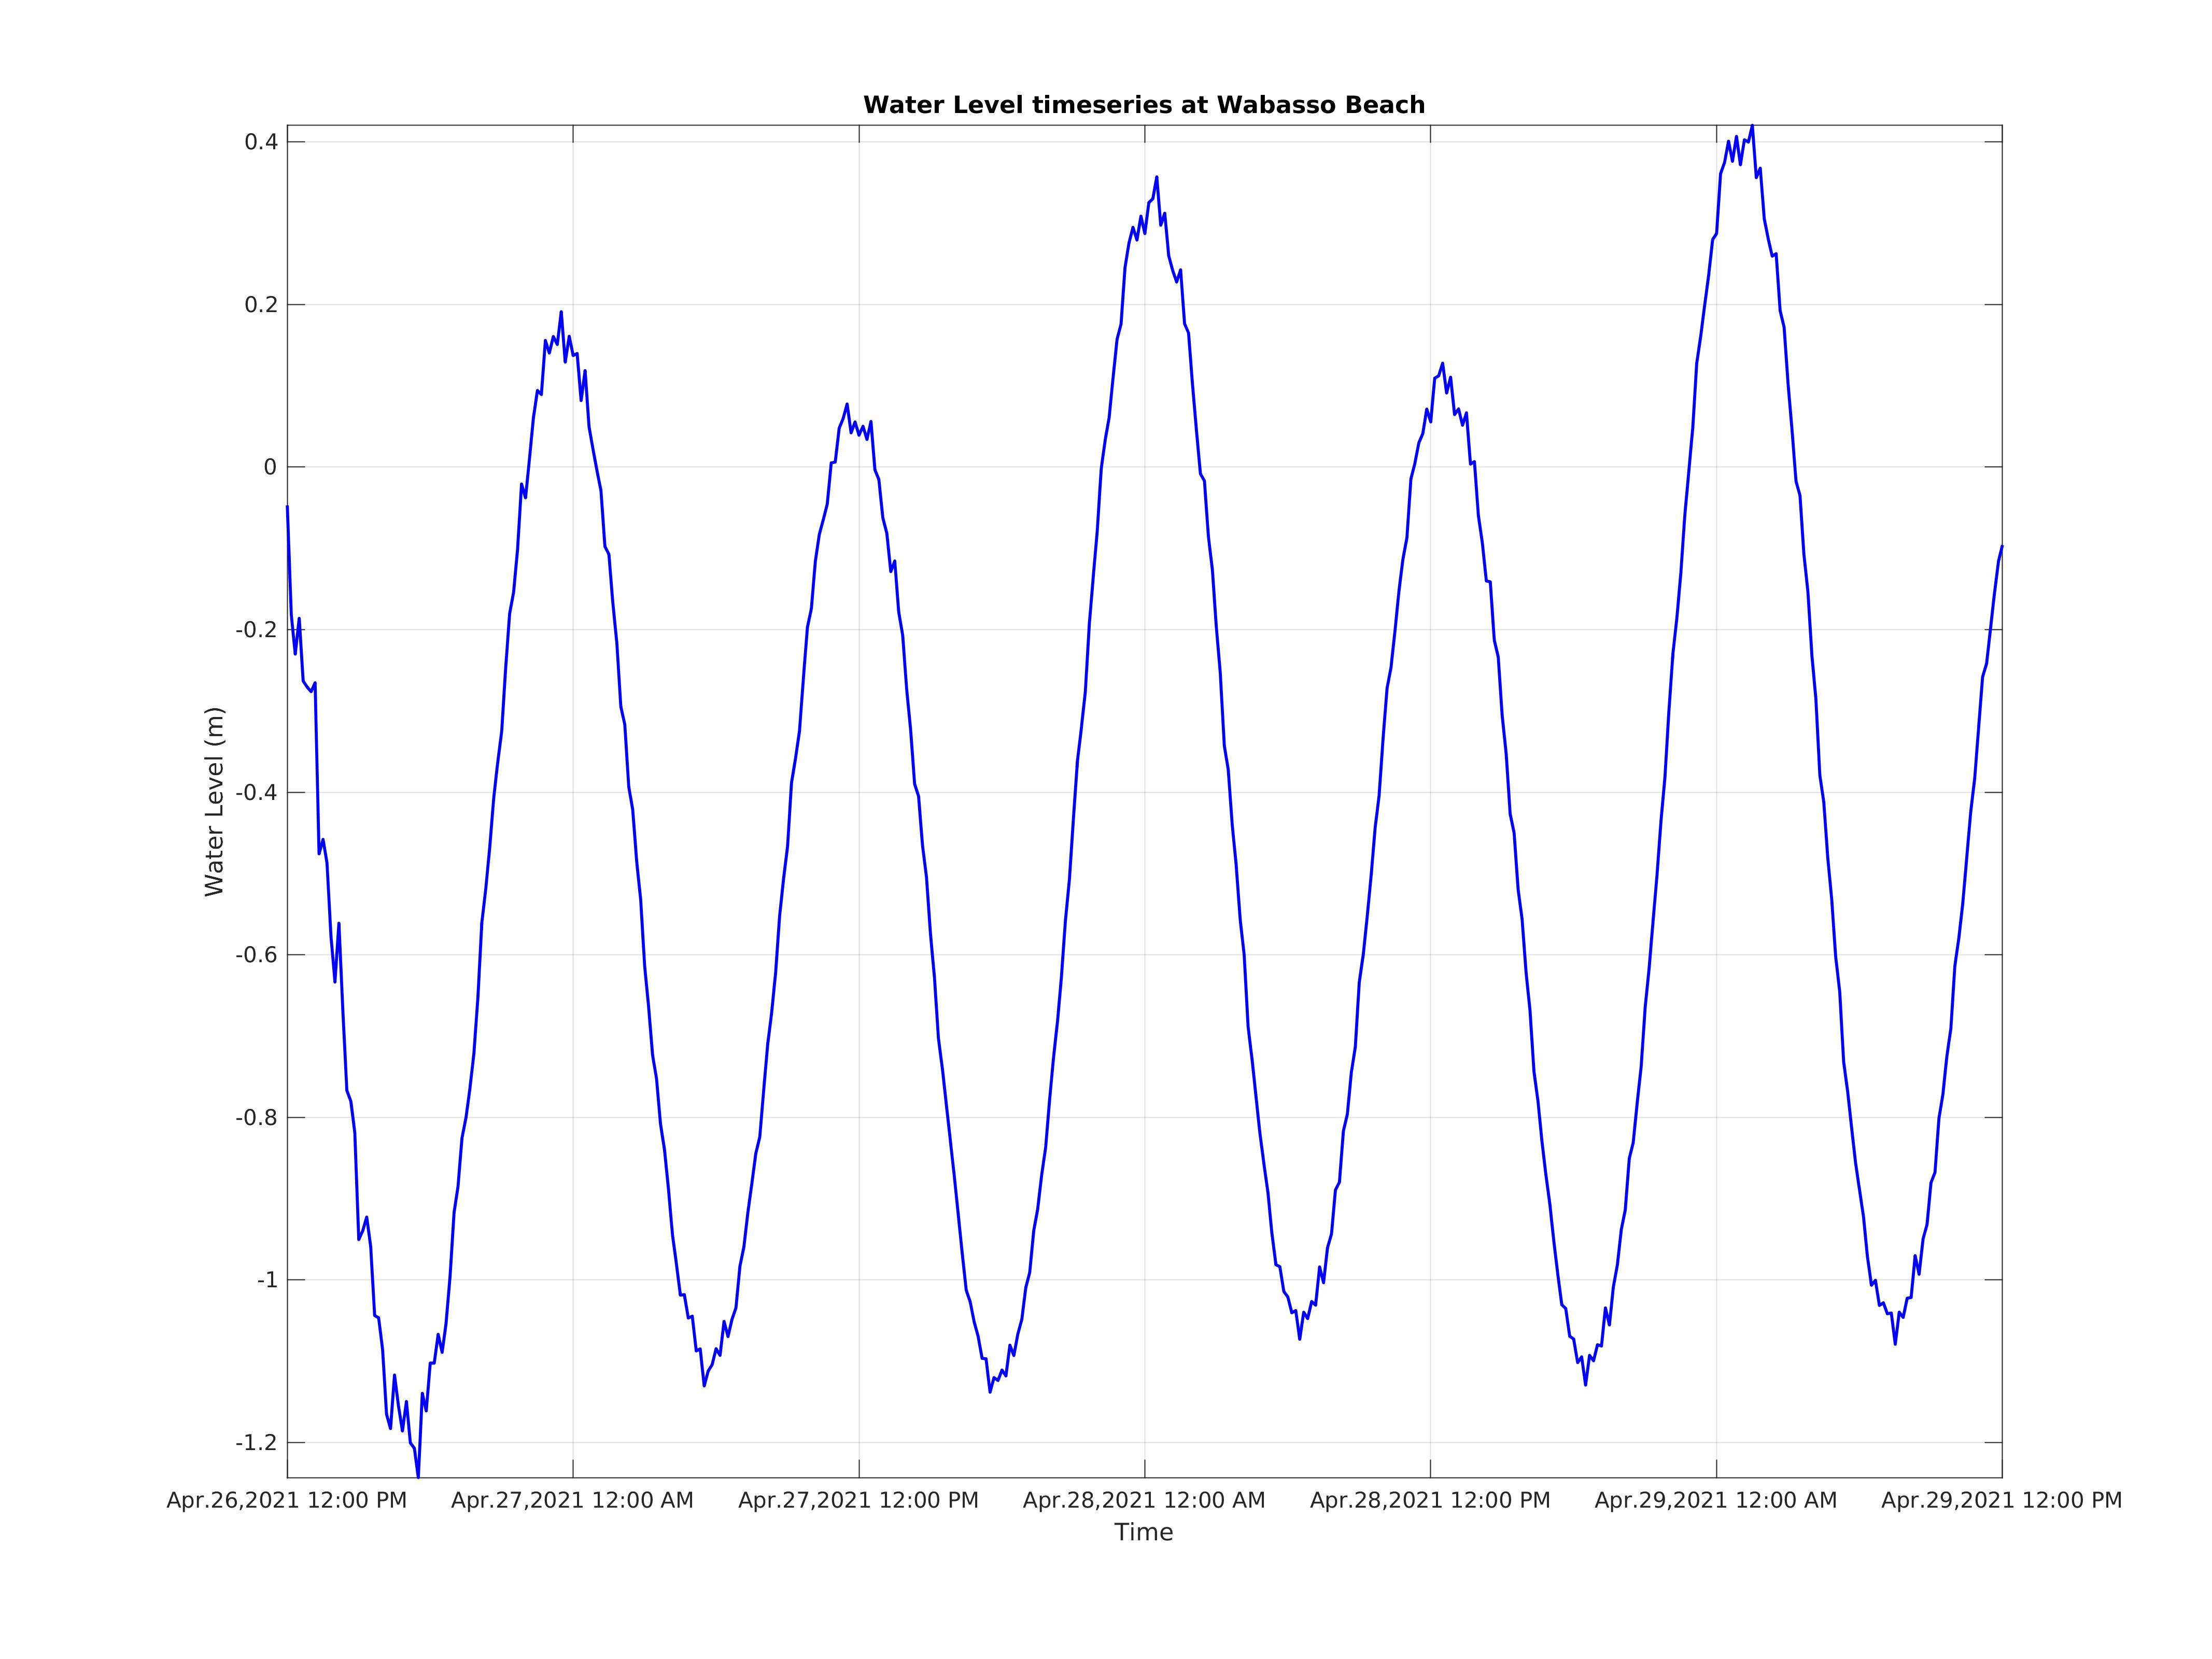 Water Level timeseries at Wabasso Beach
0.4
0.2
0
-0.2
-0.4
-0.6
-0.8
-1
-1.2
Water Level (m)
Apr.26,2021 12:00 PM Apr.27,2021 12:00 AM Apr.27,2021 12:00 PM Apr.28,2021 12:00 AM Apr.28,2021 12:00 PM Apr.29,2021 12:00 AM Apr.29,2021 12:00 PM
Time